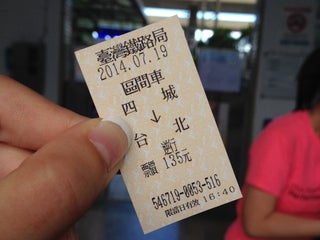 臺灣鐵路局
2014.07.19
區間車
四 城
↓
台 北
票 135元
546719-0053-516
限當日有效 16:40